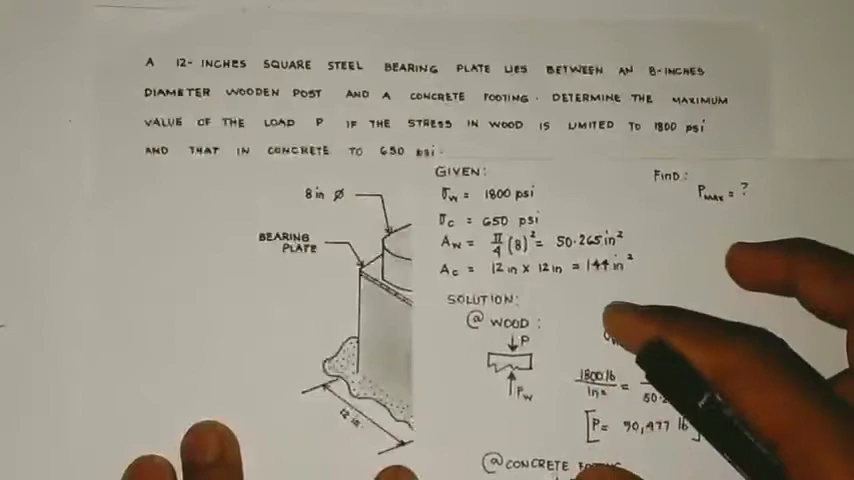 A 12- INCHES SQUARE STEEL BEARING PLATE LIES BETWEEN AN 8-INCHES
DIAMETER WOODEN POST AND A CONCRETE FOOTING. DETERMINE THE MAXIMUM
VALUE OF THE LOAD P IF THE STRESS IN WOOD IS LIMITED TO 1800 psi
AND THAT IN CONCRETE TO 650 psi.
GIVEN:
σw = 1800 psi
σc = 650 psi
Aw = π/4 (8)² = 50.265 in²
Ac = 12 in x 12 in = 144 in²
FIND:
PMAX = ?
8 in ∅
BEARING
PLATE
12 in.
SOLUTION:
@ WOOD:
P
Pw
1800 lb/in² =
[P = 90,477 lb]
@ CONCRETE FOOTING